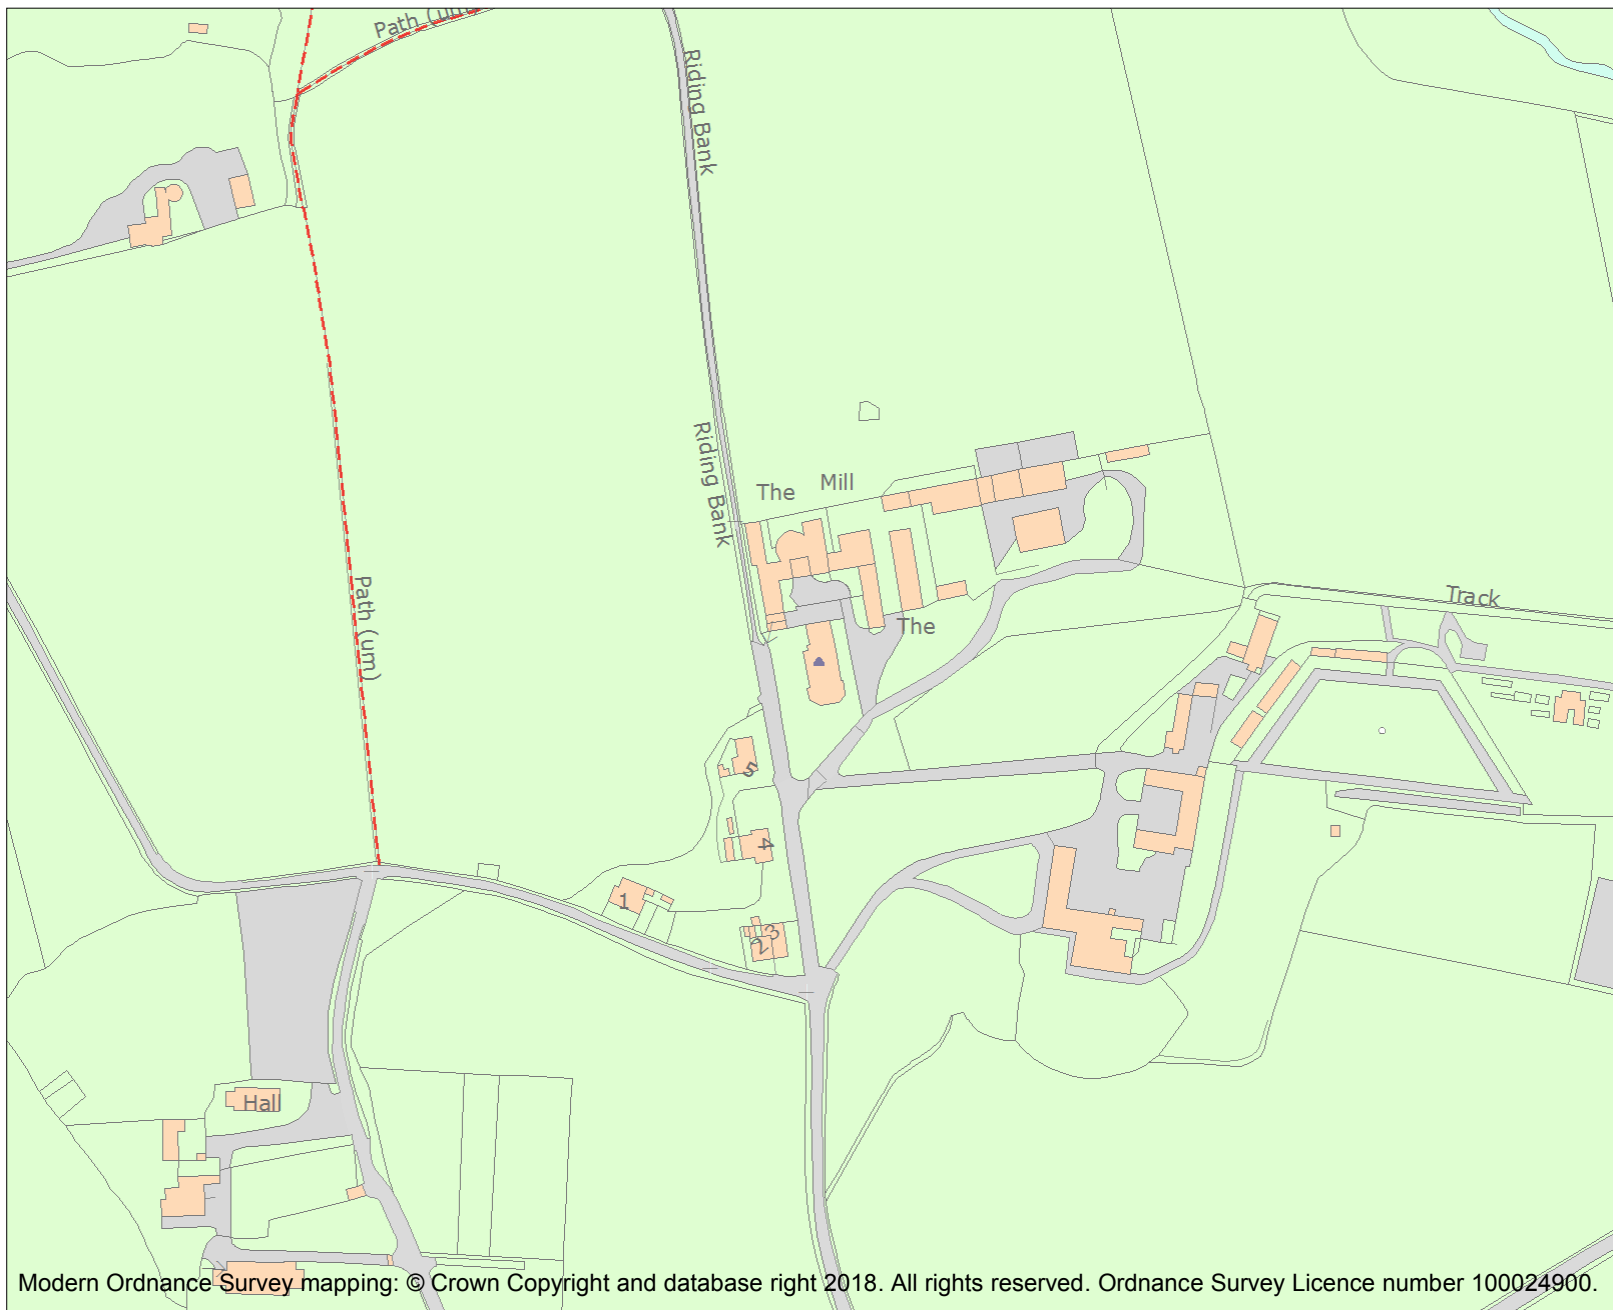 Path (um)
Riding Bank
Riding Bank
The Mill
The
Track
Path (um)
5
4
1
3
2
Hall
Modern Ordnance Survey mapping: © Crown Copyright and database right 2018. All rights reserved. Ordnance Survey Licence number 100024900.